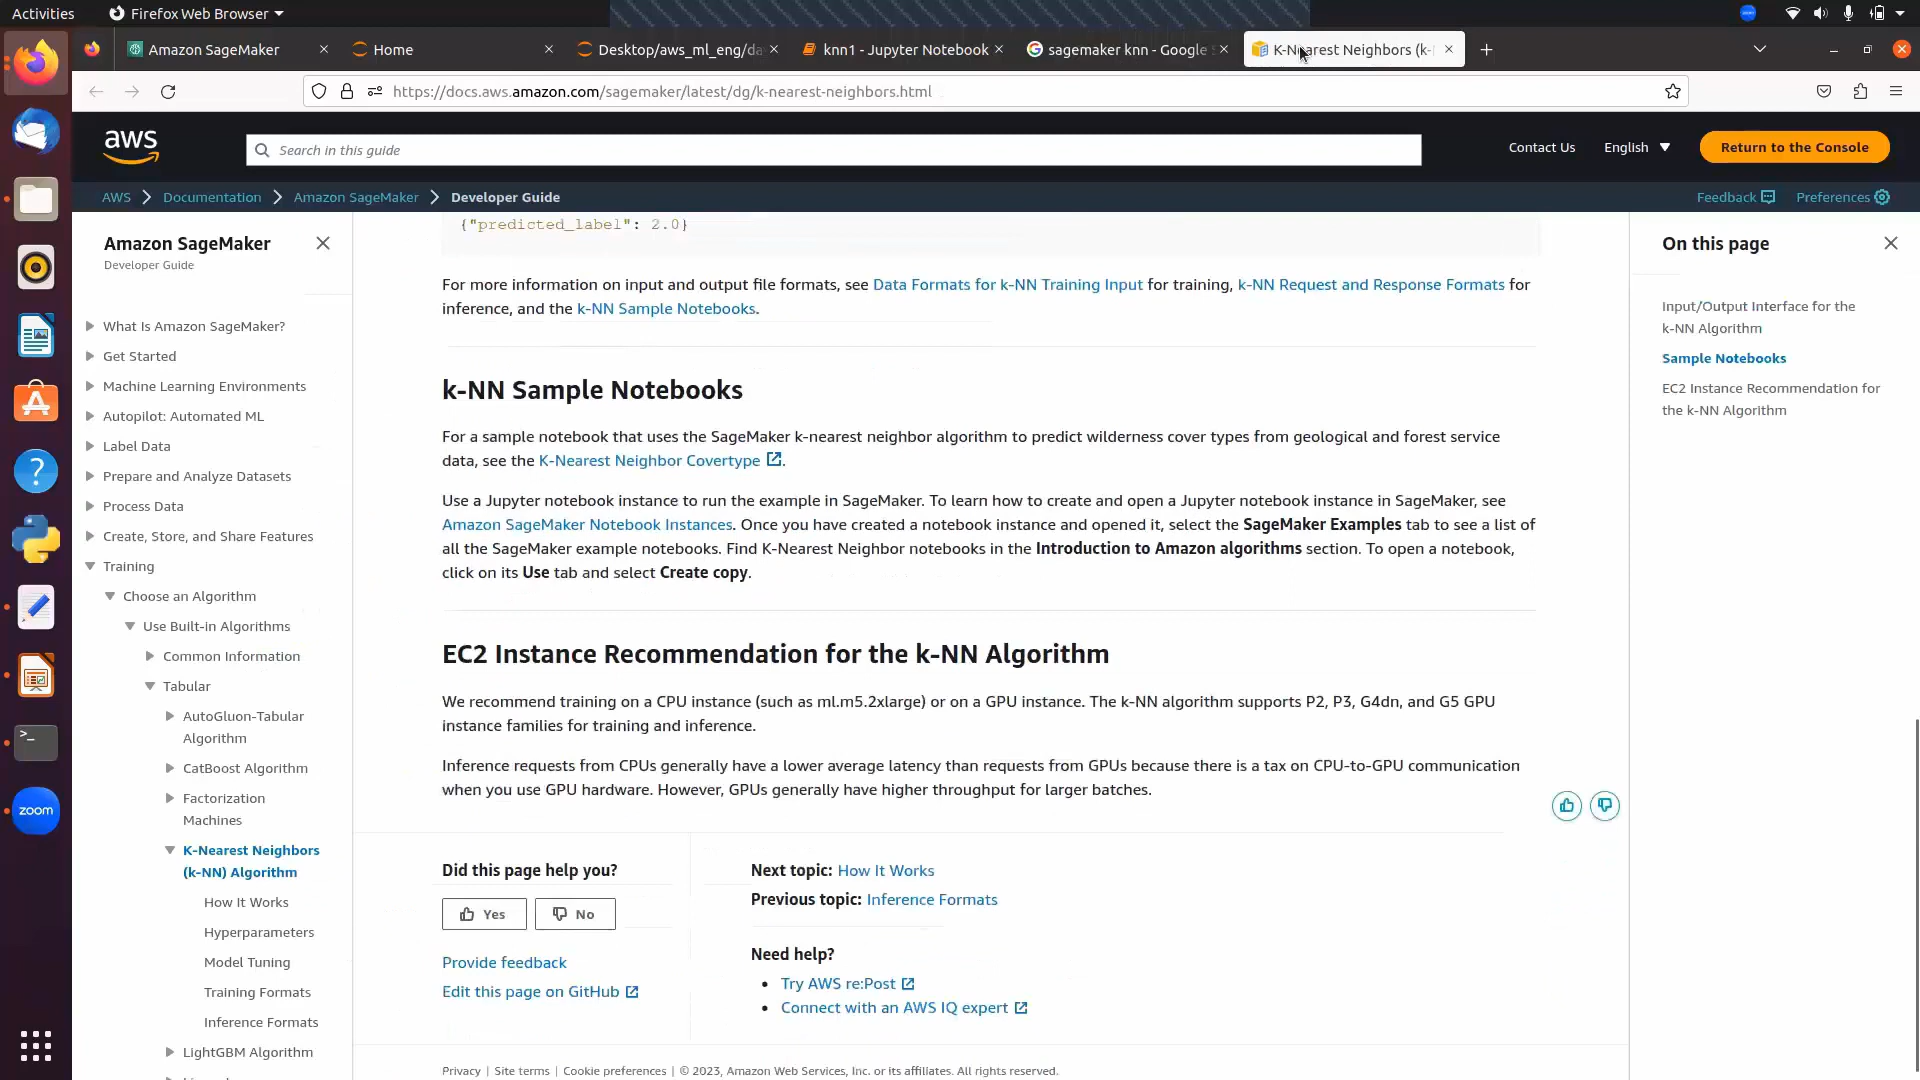 Activities
Firefox Web Browser
Amazon SageMaker
Home
Desktop/aws_ml_eng/da
knn1 - Jupyter Notebook
sagemaker knn - Google S
K-Nearest Neighbors (k-
https://docs.aws.amazon.com/sagemaker/latest/dg/k-nearest-neighbors.html
aws
Search in this guide
Contact Us
English
Return to the Console
AWS
Documentation
Amazon SageMaker
Developer Guide
Feedback
Preferences
Amazon SageMaker
Developer Guide
What Is Amazon SageMaker?
Get Started
Machine Learning Environments
Autopilot: Automated ML
Label Data
Prepare and Analyze Datasets
Process Data
Create, Store, and Share Features
Training
Choose an Algorithm
Use Built-in Algorithms
Common Information
Tabular
AutoGluon-Tabular
Algorithm
CatBoost Algorithm
Factorization
Machines
K-Nearest Neighbors
(k-NN) Algorithm
How It Works
Hyperparameters
Model Tuning
Training Formats
Inference Formats
LightGBM Algorithm
{"predicted_label": 2.0}
For more information on input and output file formats, see Data Formats for k-NN Training Input for training, k-NN Request and Response Formats for
inference, and the k-NN Sample Notebooks.
k-NN Sample Notebooks
For a sample notebook that uses the SageMaker k-nearest neighbor algorithm to predict wilderness cover types from geological and forest service
data, see the K-Nearest Neighbor Covertype .
Use a Jupyter notebook instance to run the example in SageMaker. To learn how to create and open a Jupyter notebook instance in SageMaker, see
Amazon SageMaker Notebook Instances. Once you have created a notebook instance and opened it, select the SageMaker Examples tab to see a list of
all the SageMaker example notebooks. Find K-Nearest Neighbor notebooks in the Introduction to Amazon algorithms section. To open a notebook,
click on its Use tab and select Create copy.
EC2 Instance Recommendation for the k-NN Algorithm
We recommend training on a CPU instance (such as ml.m5.2xlarge) or on a GPU instance. The k-NN algorithm supports P2, P3, G4dn, and G5 GPU
instance families for training and inference.
Inference requests from CPUs generally have a lower average latency than requests from GPUs because there is a tax on CPU-to-GPU communication
when you use GPU hardware. However, GPUs generally have higher throughput for larger batches.
Did this page help you?
Yes
No
Provide feedback
Edit this page on GitHub
Next topic: How It Works
Previous topic: Inference Formats
Need help?
Try AWS re:Post
Connect with an AWS IQ expert
Privacy | Site terms | Cookie preferences | © 2023, Amazon Web Services, Inc. or its affiliates. All rights reserved.
On this page
Input/Output Interface for the
k-NN Algorithm
Sample Notebooks
EC2 Instance Recommendation for
the k-NN Algorithm
zoom